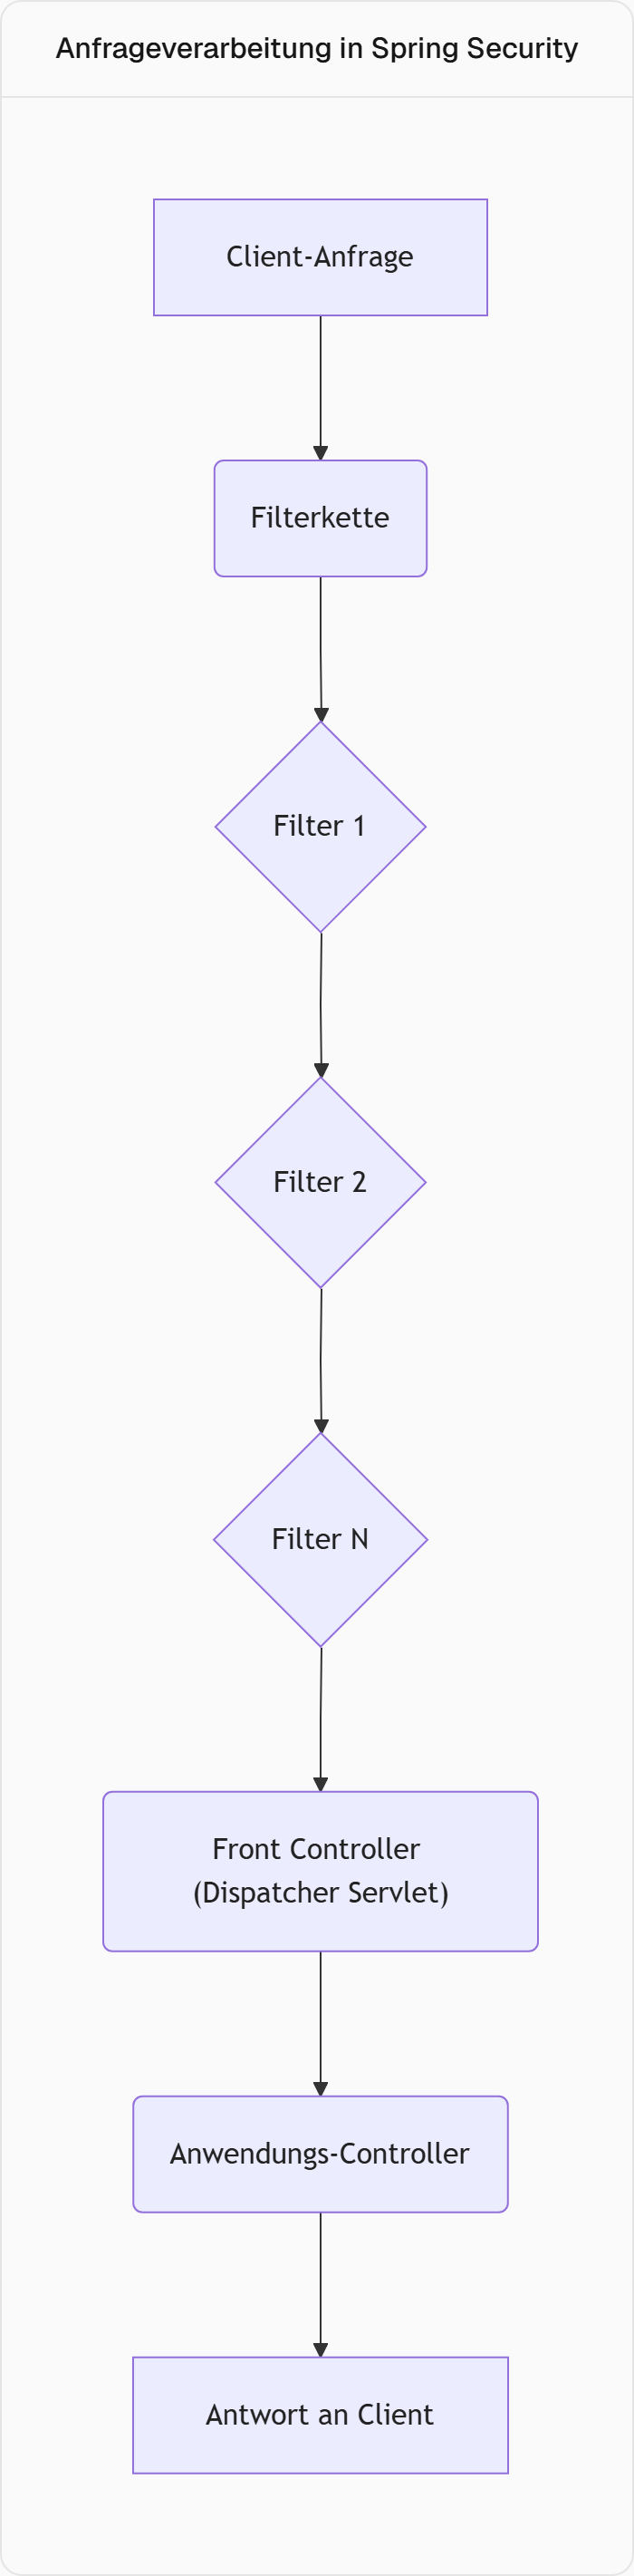 Anfrageverarbeitung in Spring Security
Client-Anfrage
Filterkette
Filter 1
Filter 2
Filter N
Front Controller
(Dispatcher Servlet)
Anwendungs-Controller
Antwort an Client